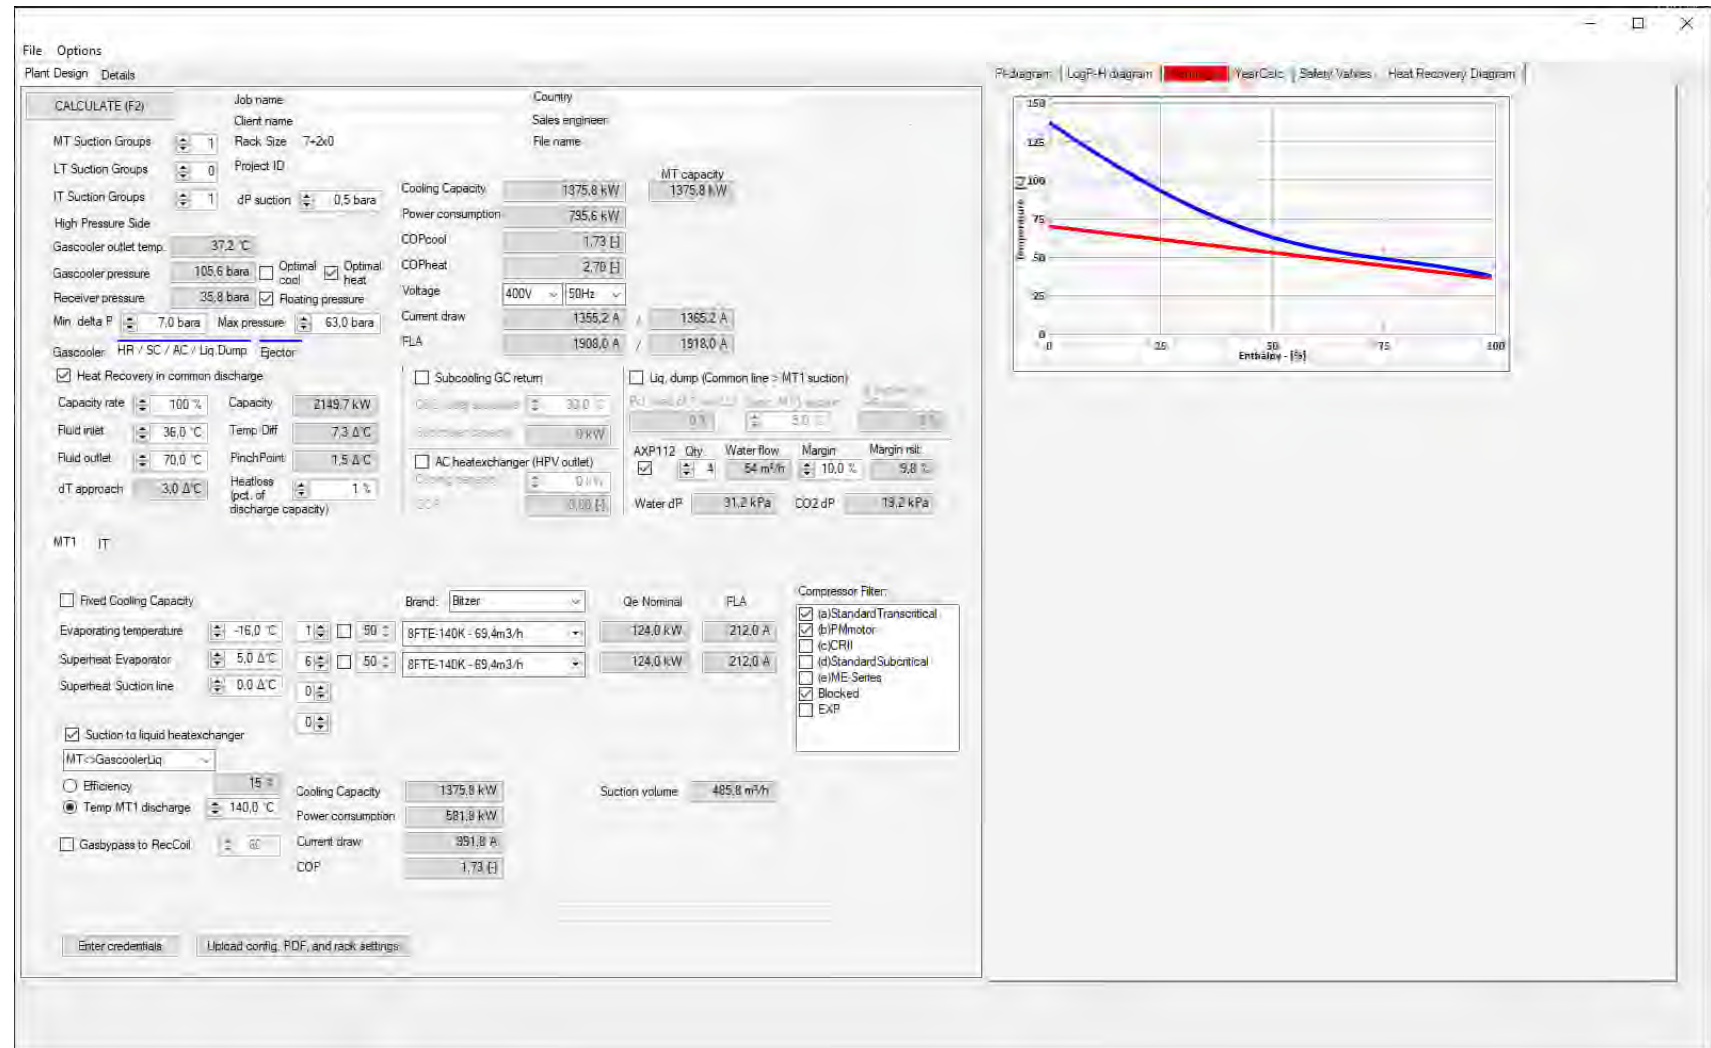 File Options
Plant Design Details
CALCULATE (F2)
Job name
Country
Client name
Sales engineer
MT Suction Groups 1
Rack Size 7+2x0
File name
LT Suction Groups 0
Project ID
IT Suction Groups 1
dP suction 0,5 bara
MT capacity
Cooling Capacity 1375,8 kW 1375,8 kW
High Pressure Side
Power consumption 795,6 kW
Gascooler outlet temp. 37,2 °C
COPcool 1,73 [-]
Gascooler pressure 105,6 bara
Optimal cool
Optimal heat
COPheat 2,70 [-]
Receiver pressure 35,8 bara
Floating pressure
Voltage 400V 50Hz
Min. delta P 7,0 bara
Max pressure 63,0 bara
Current draw 1355,2 A / 1365,2 A
FLA 1908,0 A / 1918,0 A
Gascooler HR / SC / AC / Liq.Dump Ejector
Heat Recovery in common discharge
Capacity rate 100 % Capacity 2149,7 kW
Fluid inlet 36,0 °C Temp Diff 7,3 Δ°C
Fluid outlet 70,0 °C PinchPoint 1,5 Δ°C
dT approach 3,0 Δ°C
Heatloss (pct. of discharge capacity) 1 %
Subcooling GC return
33,0 °C
0 kW
AC heatexchanger (HPV outlet)
0 kW
COP 0,00 [-]
Liq. dump (Common line > MT1 suction)
5,0
AXP112 Qty Water flow Margin Margin rslt.
4 54 m³/h 10,0 % 9,8 %
Water dP 31,2 kPa CO2 dP 19,2 kPa
MT1 IT
Fixed Cooling Capacity
Brand: Bitzer
Qe Nominal FLA
Compressor Filter:
Evaporating temperature -16,0 °C
1 50 8FTE-140K - 69,4m3/h 124,0 kW 212,0 A
Superheat Evaporator 5,0 Δ°C
6 50 8FTE-140K - 69,4m3/h 124,0 kW 212,0 A
Superheat Suction line 0,0 Δ°C
0
0
(a)StandardTranscritical
(b)PMmotor
(c)CRII
(d)StandardSubcritical
(e)ME-Series
Blocked
EXP
Suction to liquid heatexchanger
MT<>GascoolerLiq
Efficiency 15 %
Temp MT1 discharge 140,0 °C
Gasbypass to RecCoil
Cooling Capacity 1375,8 kW
Suction volume 485,8 m³/h
Power consumption 581,8 kW
Current draw 991,8 A
COP 1,73 [-]
Enter credentials
Upload config, PDF, and rack settings
PI-diagram LogP-H diagram YearCalc Safety Valves Heat Recovery Diagram
150
125
100
75
50
25
0
0 25 50 75 100
Enthalpy - [%]